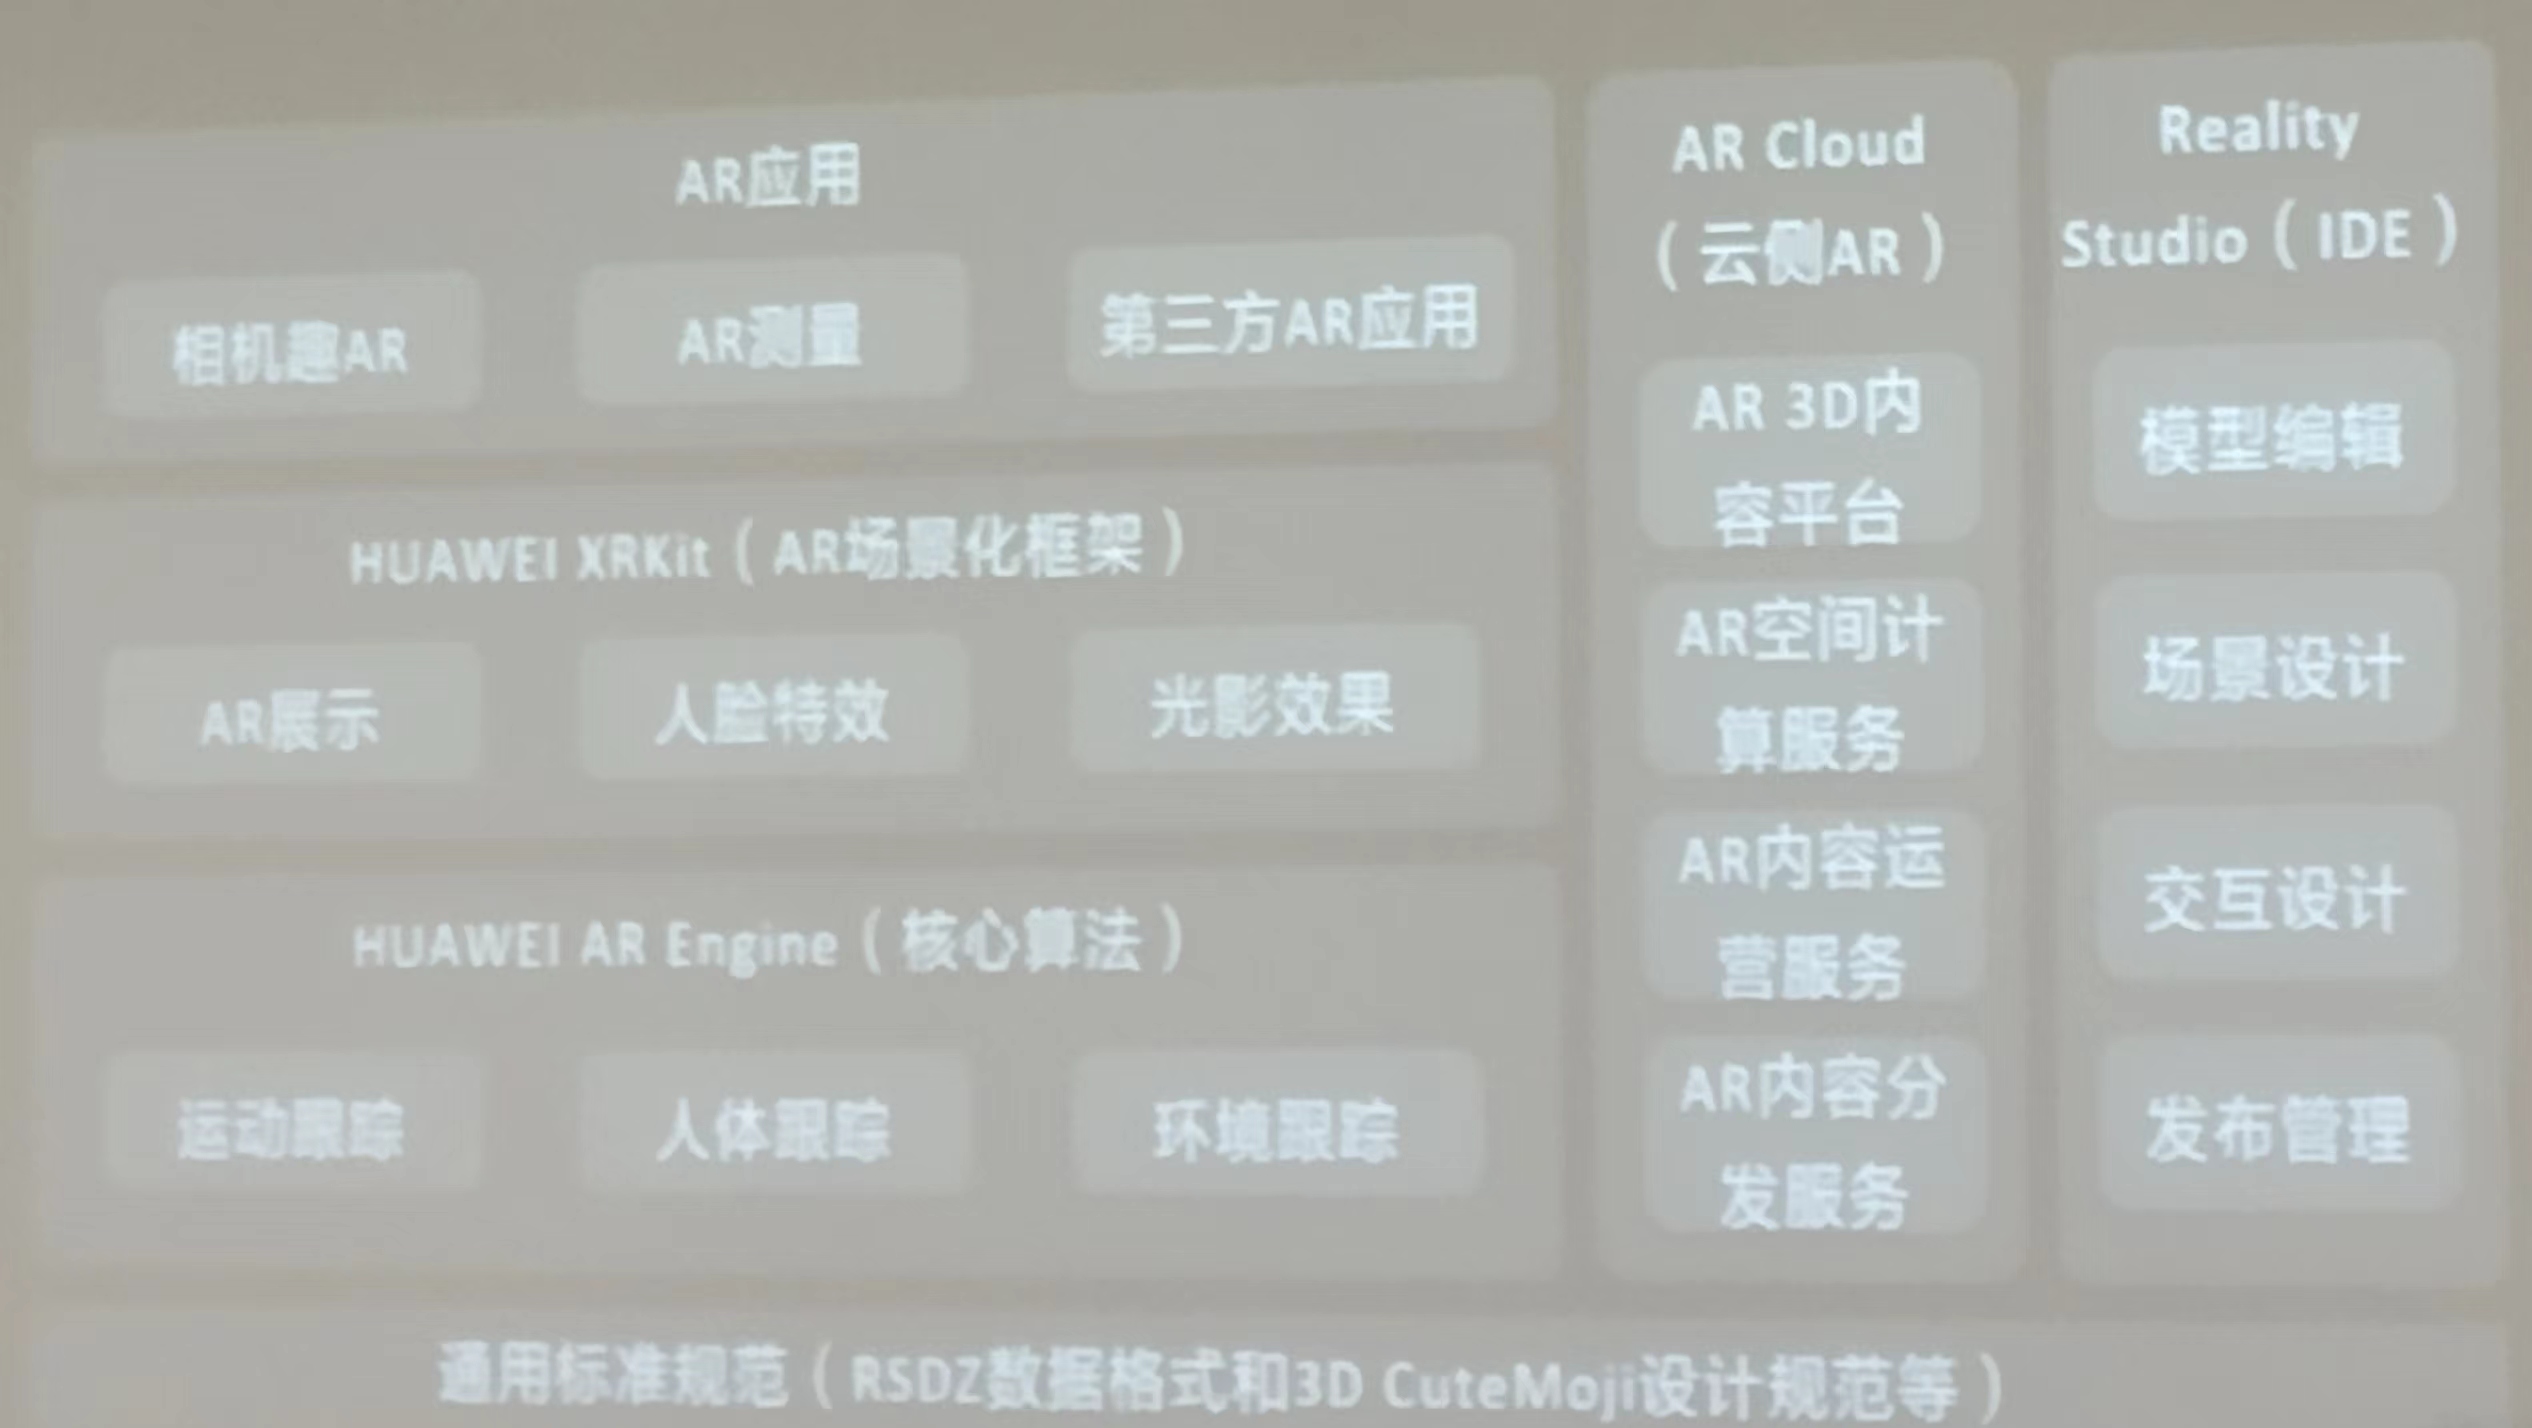 AR应用
相机趣AR
AR测量
第三方AR应用
HUAWEI XRKit（AR场景化框架）
AR展示
人脸特效
光影效果
HUAWEI AR Engine（核心算法）
运动跟踪
人体跟踪
环境跟踪
AR Cloud
（云侧AR）
AR 3D内
容平台
AR空间计
算服务
AR内容运
营服务
AR内容分
发服务
Reality
Studio（IDE）
模型编辑
场景设计
交互设计
发布管理
通用标准规范（RSDZ数据格式和3D CuteMoji设计规范等）